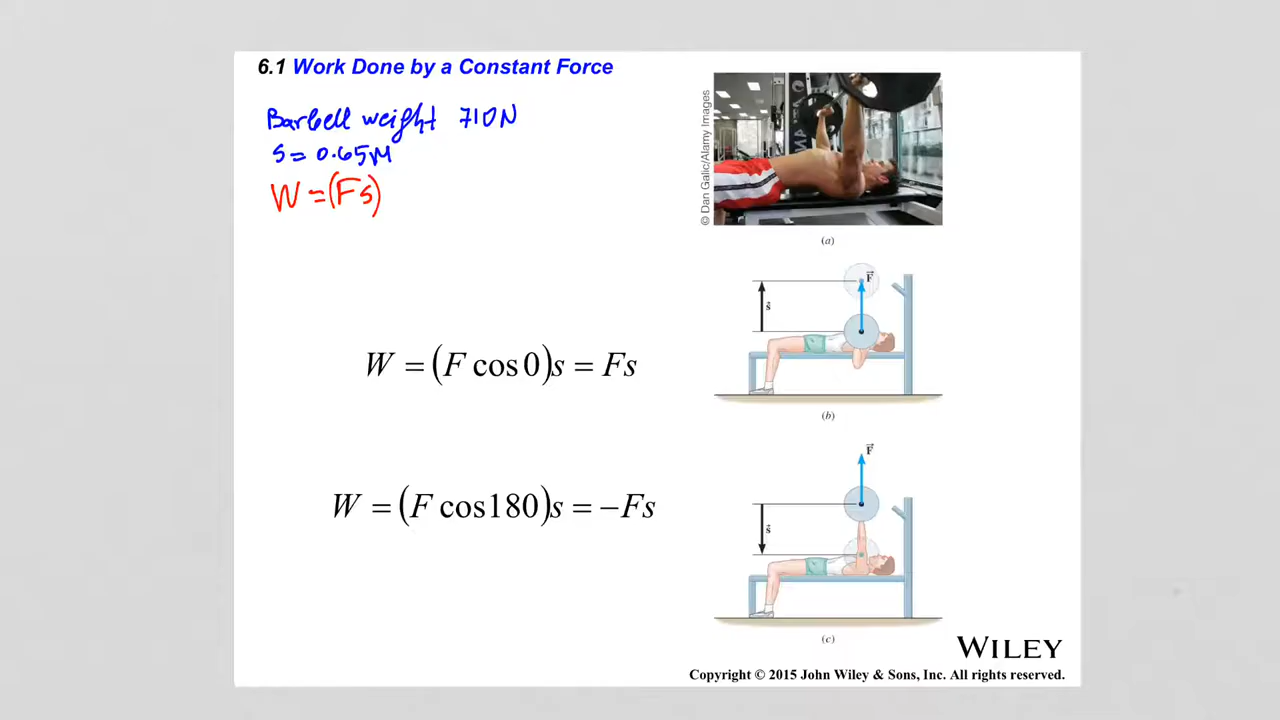 6.1 Work Done by a Constant Force
Barbell weight 710N
s = 0.65M
W = (Fs)
© Dan Galic/Alamy Images
(a)
F
s
W = (F cos 0)s = Fs
(b)
F
s
W = (F cos180)s = −Fs
(c)
WILEY
Copyright © 2015 John Wiley & Sons, Inc. All rights reserved.